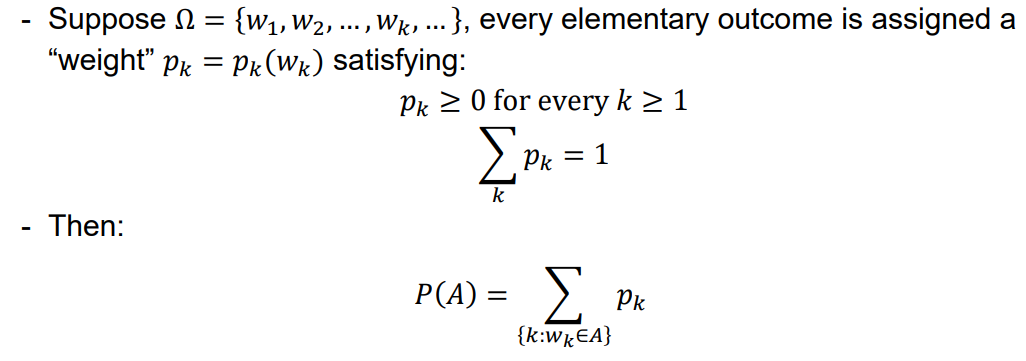 - Suppose Ω = {w₁, w₂, …, wₖ, …}, every elementary outcome is assigned a
“weight” pₖ = pₖ(wₖ) satisfying:
pₖ ≥ 0 for every k ≥ 1
∑ₖ pₖ = 1
- Then:
P(A) = ∑_{k:wₖ∈A} pₖ